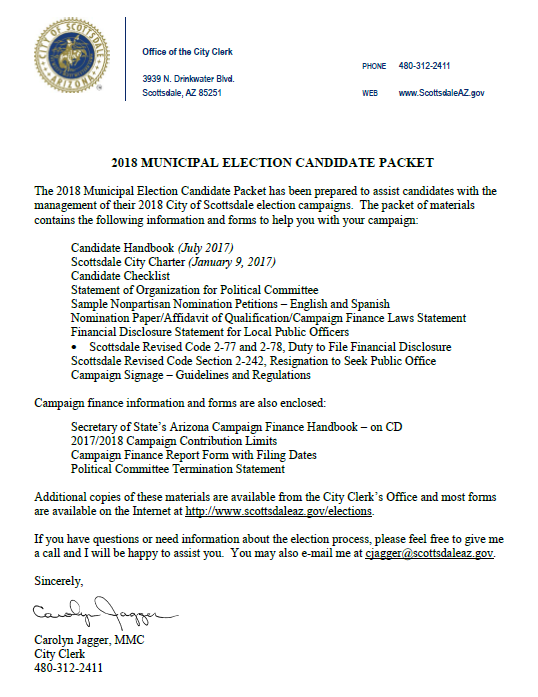 CITY OF SCOTTSDALE
ARIZONA
Office of the City Clerk
3939 N. Drinkwater Blvd.
Scottsdale, AZ 85251
PHONE 480-312-2411
WEB www.ScottsdaleAZ.gov
2018 MUNICIPAL ELECTION CANDIDATE PACKET
The 2018 Municipal Election Candidate Packet has been prepared to assist candidates with the
management of their 2018 City of Scottsdale election campaigns. The packet of materials
contains the following information and forms to help you with your campaign:
Candidate Handbook (July 2017)
Scottsdale City Charter (January 9, 2017)
Candidate Checklist
Statement of Organization for Political Committee
Sample Nonpartisan Nomination Petitions – English and Spanish
Nomination Paper/Affidavit of Qualification/Campaign Finance Laws Statement
Financial Disclosure Statement for Local Public Officers
• Scottsdale Revised Code 2-77 and 2-78, Duty to File Financial Disclosure
Scottsdale Revised Code Section 2-242, Resignation to Seek Public Office
Campaign Signage – Guidelines and Regulations
Campaign finance information and forms are also enclosed:
Secretary of State's Arizona Campaign Finance Handbook – on CD
2017/2018 Campaign Contribution Limits
Campaign Finance Report Form with Filing Dates
Political Committee Termination Statement
Additional copies of these materials are available from the City Clerk's Office and most forms
are available on the Internet at http://www.scottsdaleaz.gov/elections.
If you have questions or need information about the election process, please feel free to give me
a call and I will be happy to assist you. You may also e-mail me at cjagger@scottsdaleaz.gov.
Sincerely,
Carolyn Jagger
Carolyn Jagger, MMC
City Clerk
480-312-2411